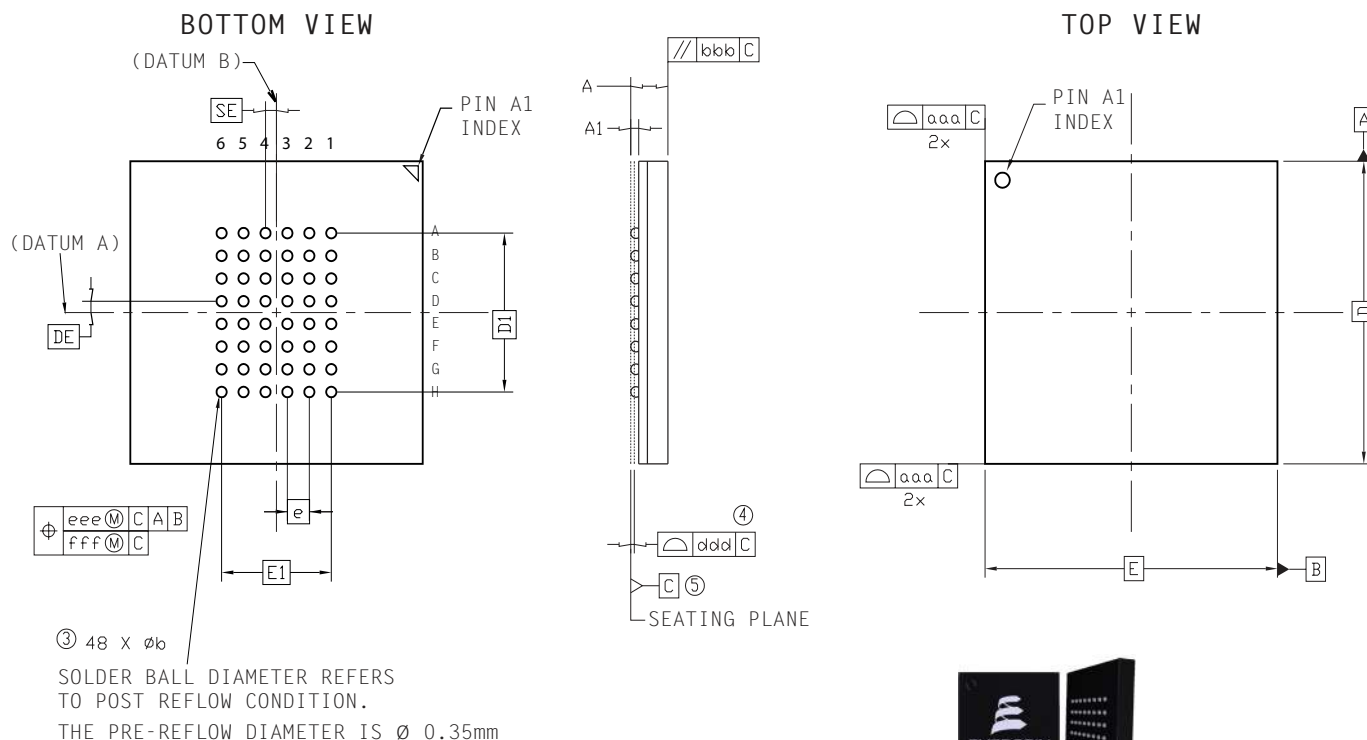 BOTTOM VIEW
TOP VIEW
(DATUM B)
// bbb C
SE
PIN A1
INDEX
A
A1
6 5 4 3 2 1
aaa C
2x
PIN A1
INDEX
A
(DATUM A)
A
B
C
D
E
F
G
H
DE
D1
D
aaa C
2x
eee M C A B
fff M C
e
E1
④
ddd C
C ⑤
SEATING PLANE
E
B
③ 48 X Øb
SOLDER BALL DIAMETER REFERS
TO POST REFLOW CONDITION.
THE PRE-REFLOW DIAMETER IS Ø 0.35mm